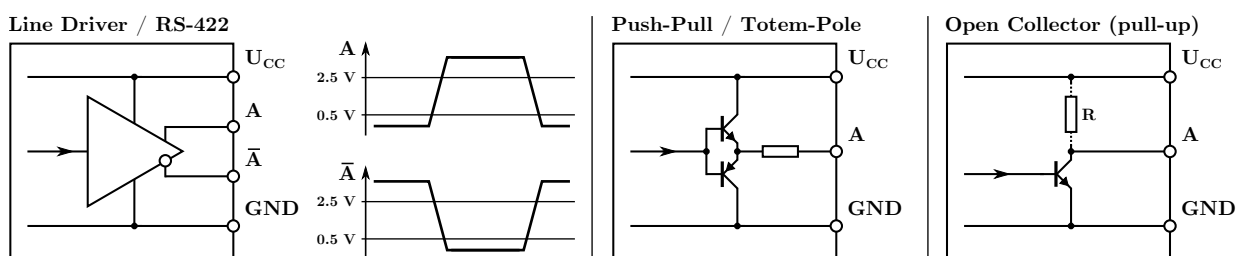 Line Driver / RS-422
U_CC
A
A̅
GND
A
2.5 V
0.5 V
A̅
2.5 V
0.5 V
Push-Pull / Totem-Pole
U_CC
A
GND
Open Collector (pull-up)
U_CC
R
A
GND